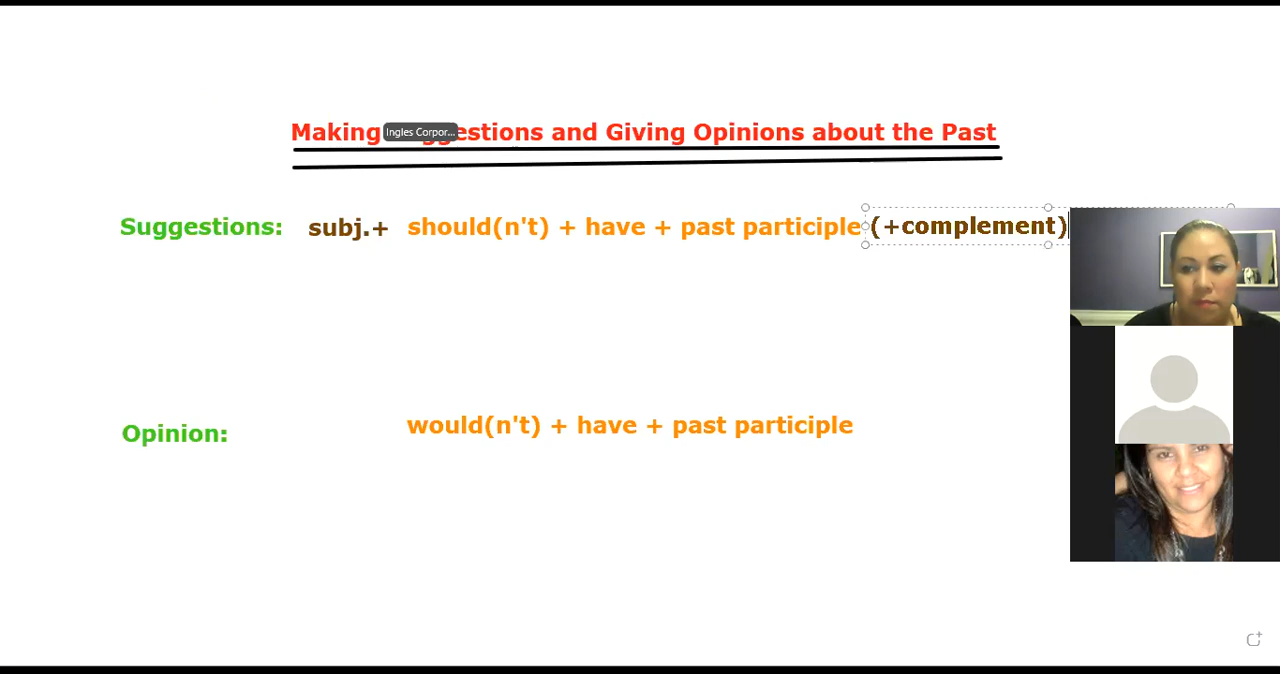 Making estions and Giving Opinions about the Past
Ingles Corpor...
Suggestions: subj.+ should(n't) + have + past participle (+complement)
would(n't) + have + past participle
Opinion: